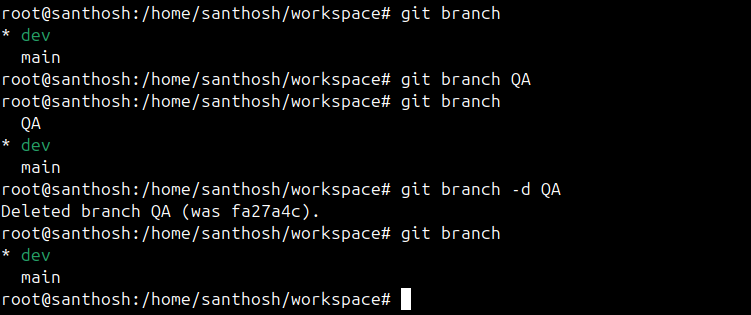 root@santhosh:/home/santhosh/workspace# git branch
* dev
  main
root@santhosh:/home/santhosh/workspace# git branch QA
root@santhosh:/home/santhosh/workspace# git branch
  QA
* dev
  main
root@santhosh:/home/santhosh/workspace# git branch -d QA
Deleted branch QA (was fa27a4c).
root@santhosh:/home/santhosh/workspace# git branch
* dev
  main
root@santhosh:/home/santhosh/workspace#